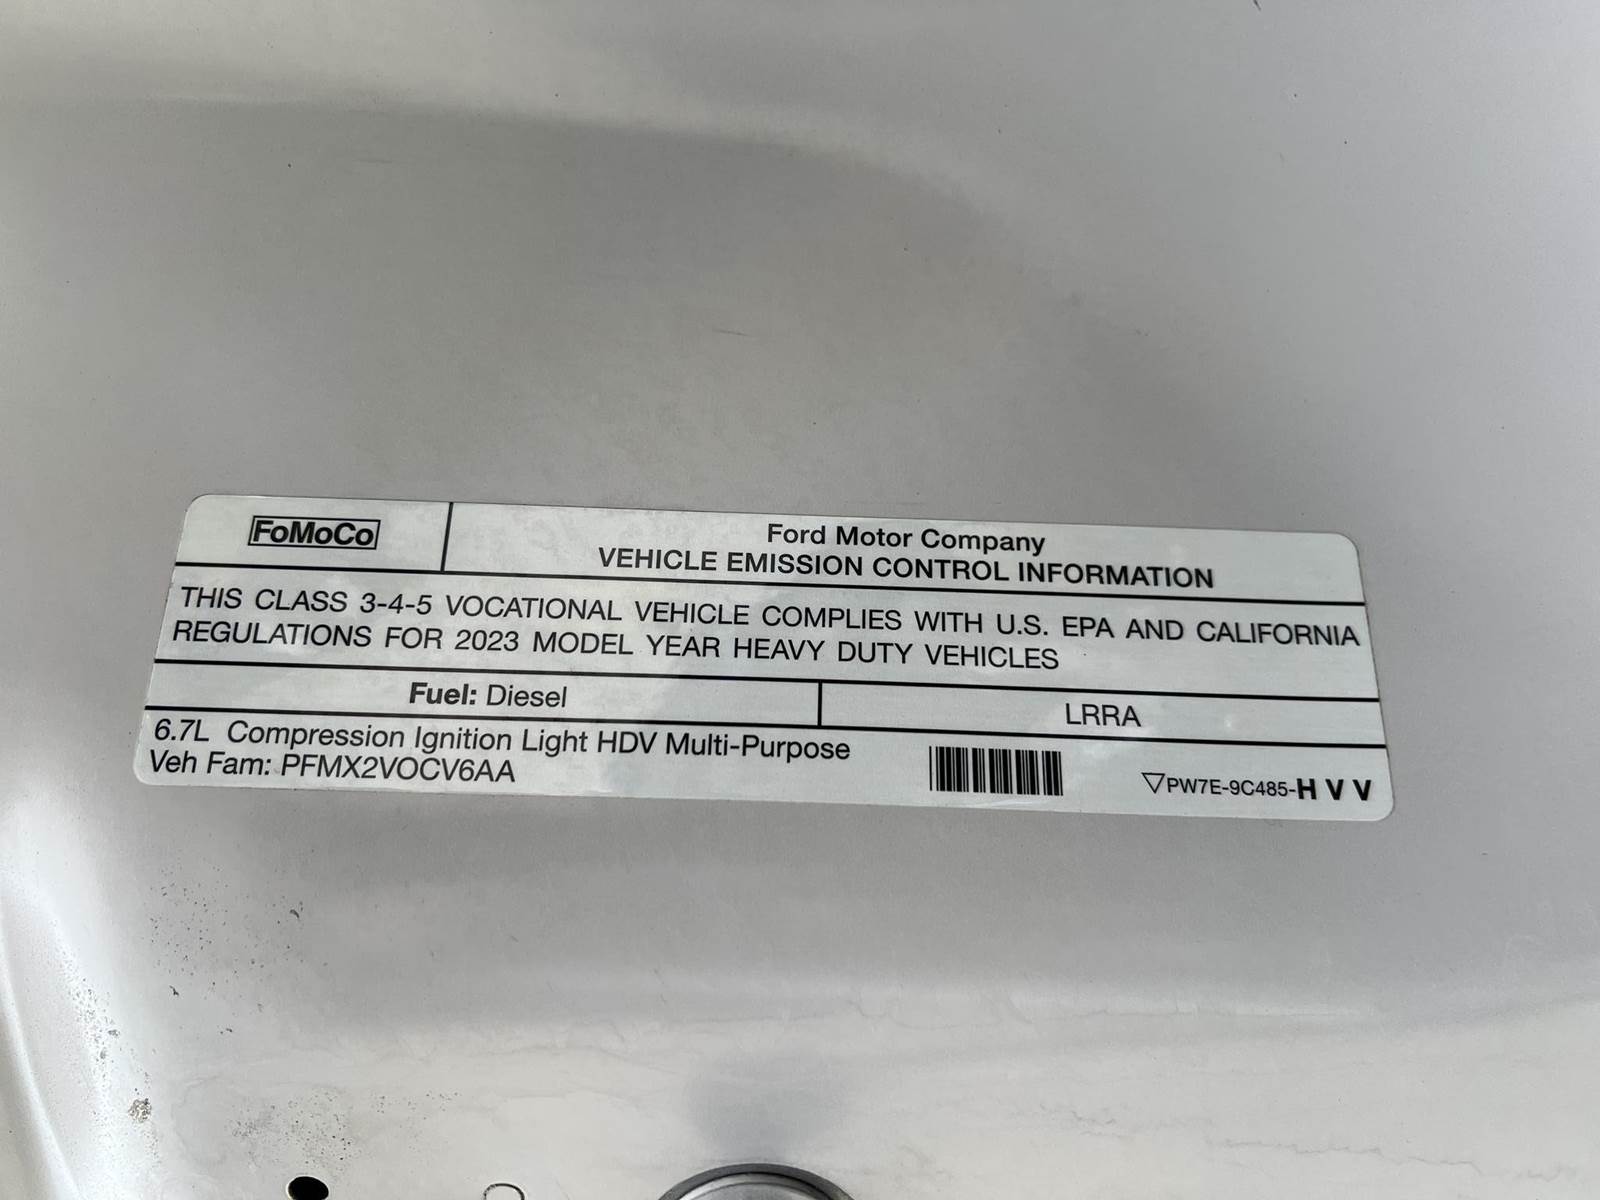 FoMoCo
Ford Motor Company
VEHICLE EMISSION CONTROL INFORMATION
THIS CLASS 3-4-5 VOCATIONAL VEHICLE COMPLIES WITH U.S. EPA AND CALIFORNIA
REGULATIONS FOR 2023 MODEL YEAR HEAVY DUTY VEHICLES
Fuel: Diesel
LRRA
6.7L Compression Ignition Light HDV Multi-Purpose
Veh Fam: PFMX2VOCV6AA
▽PW7E-9C485-H V V